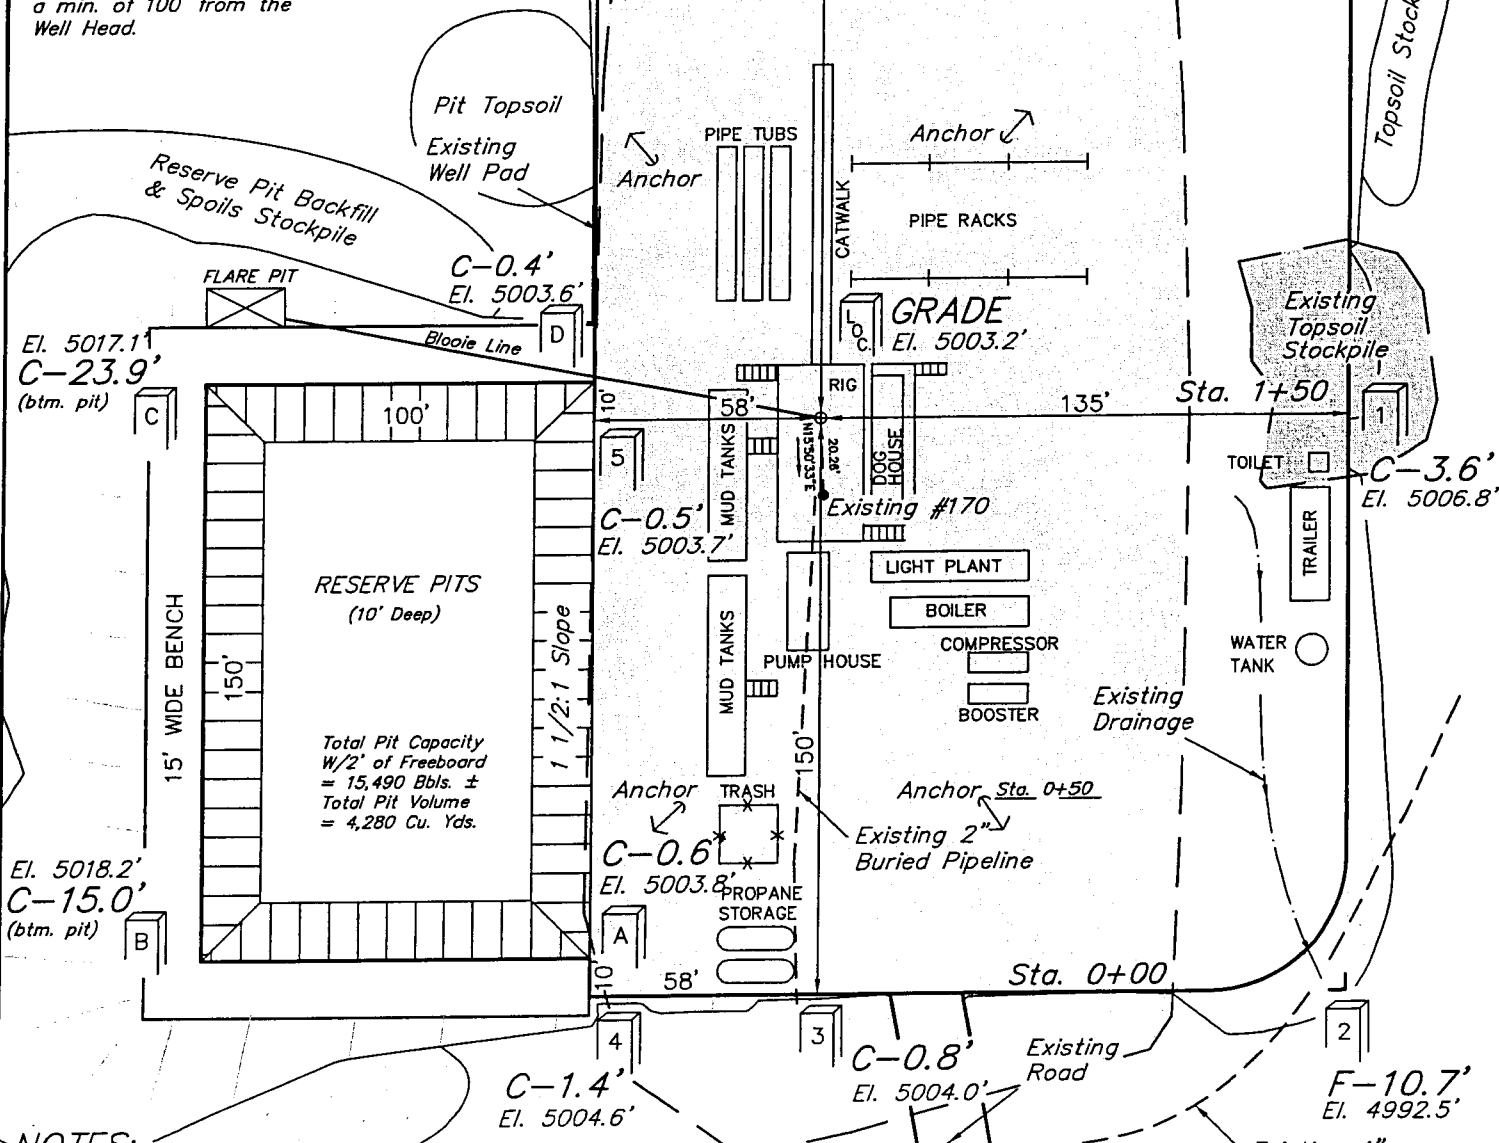 a min. of 100' from the
Well Head.
Pit Topsoil
Existing
Well Pad
Reserve Pit Backfill
& Spoils Stockpile
FLARE PIT
C-0.4'
El. 5003.6'
D
Blooie Line
El. 5017.1'
C-23.9'
(btm. pit)
C
100'
10'
5
C-0.5'
El. 5003.7'
RESERVE PITS
(10' Deep)
15' WIDE BENCH
150'
1 1/2:1 Slope
Total Pit Capacity
W/2' of Freeboard
= 15,490 Bbls. ±
Total Pit Volume
= 4,280 Cu. Yds.
El. 5018.2'
C-15.0'
(btm. pit)
B
Anchor
PIPE TUBS
CATWALK
Anchor
PIPE RACKS
Topsoil
Existing
Topsoil
Stockpile
LOC.
GRADE
El. 5003.2'
RIG
58'
135'
Sta. 1+50
1
C-3.6'
El. 5006.8'
MUD TANKS
N15°50'33"E
20.26'
DOG
HOUSE
Existing #170
TOILET
TRAILER
LIGHT PLANT
BOILER
COMPRESSOR
BOOSTER
PUMP HOUSE
MUD TANKS
WATER
TANK
Existing
Drainage
150'
Anchor
TRASH
Anchor
Sta. 0+50
Existing 2"
Buried Pipeline
C-0.6'
El. 5003.8'
PROPANE
STORAGE
A
10'
58'
Sta. 0+00
4
3
2
C-1.4'
El. 5004.6'
C-0.8'
El. 5004.0'
Existing
Road
F-10.7'
El. 4992.5'
NOTES: